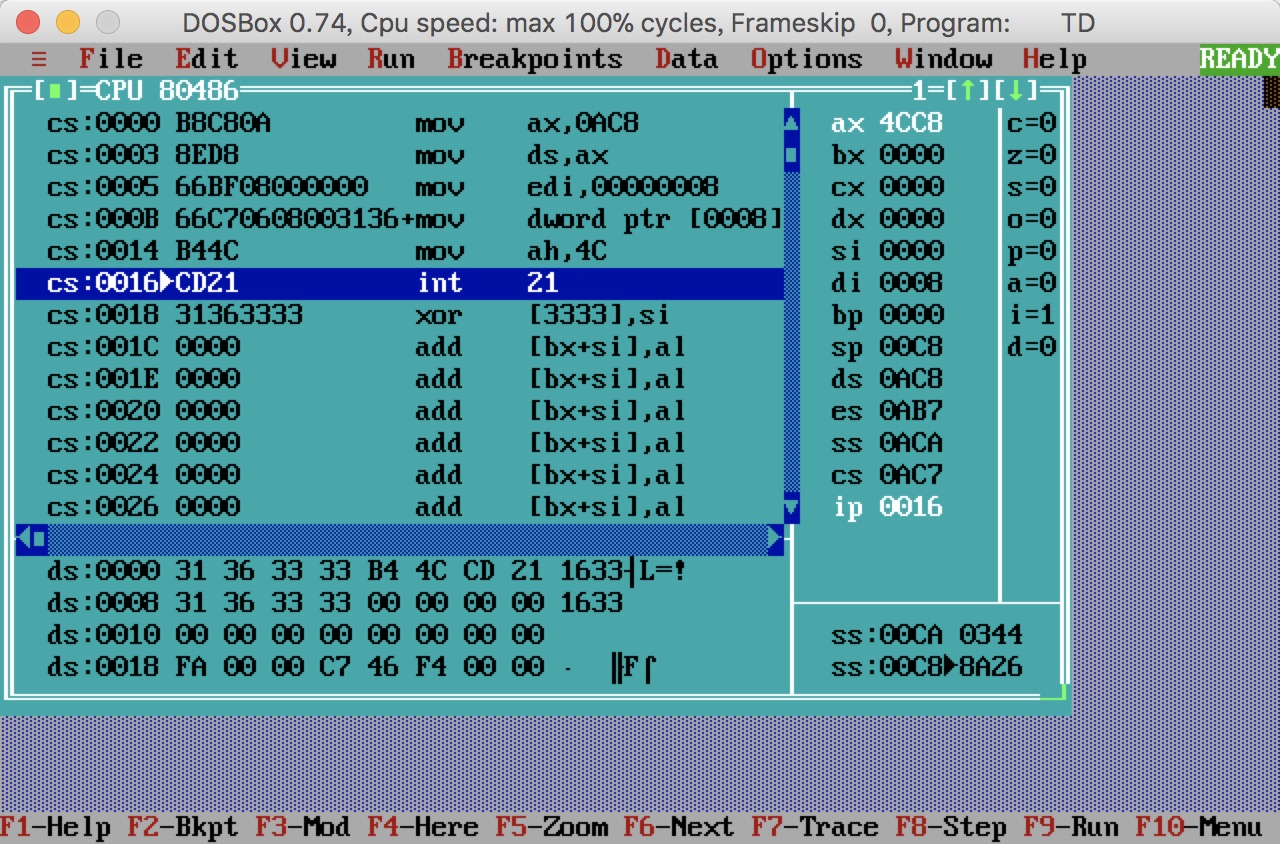 DOSBox 0.74, Cpu speed: max 100% cycles, Frameskip 0, Program: TD
≡ File Edit View Run Breakpoints Data Options Window Help READY
[■]=CPU 80486 1=[↑][↓]
cs:0000 B8C80A mov ax,0AC8 ax 4CC8 c=0
cs:0003 8ED8 mov ds,ax bx 0000 z=0
cs:0005 66BF08000000 mov edi,00000008 cx 0000 s=0
cs:000B 66C70608003136+mov dword ptr [0008] dx 0000 o=0
cs:0014 B44C mov ah,4C si 0000 p=0
cs:0016►CD21 int 21 di 0008 a=0
cs:0018 31363333 xor [3333],si bp 0000 i=1
cs:001C 0000 add [bx+si],al sp 00C8 d=0
cs:001E 0000 add [bx+si],al ds 0AC8
cs:0020 0000 add [bx+si],al es 0AB7
cs:0022 0000 add [bx+si],al ss 0ACA
cs:0024 0000 add [bx+si],al cs 0AC7
cs:0026 0000 add [bx+si],al ip 0016
ds:0000 31 36 33 33 B4 4C CD 21 1633┤L=!
ds:0008 31 36 33 33 00 00 00 00 1633
ds:0010 00 00 00 00 00 00 00 00 ss:00CA 0344
ds:0018 FA 00 00 C7 46 F4 00 00 · ╟F⌠ ss:00C8►8A26
F1-Help F2-Bkpt F3-Mod F4-Here F5-Zoom F6-Next F7-Trace F8-Step F9-Run F10-Menu